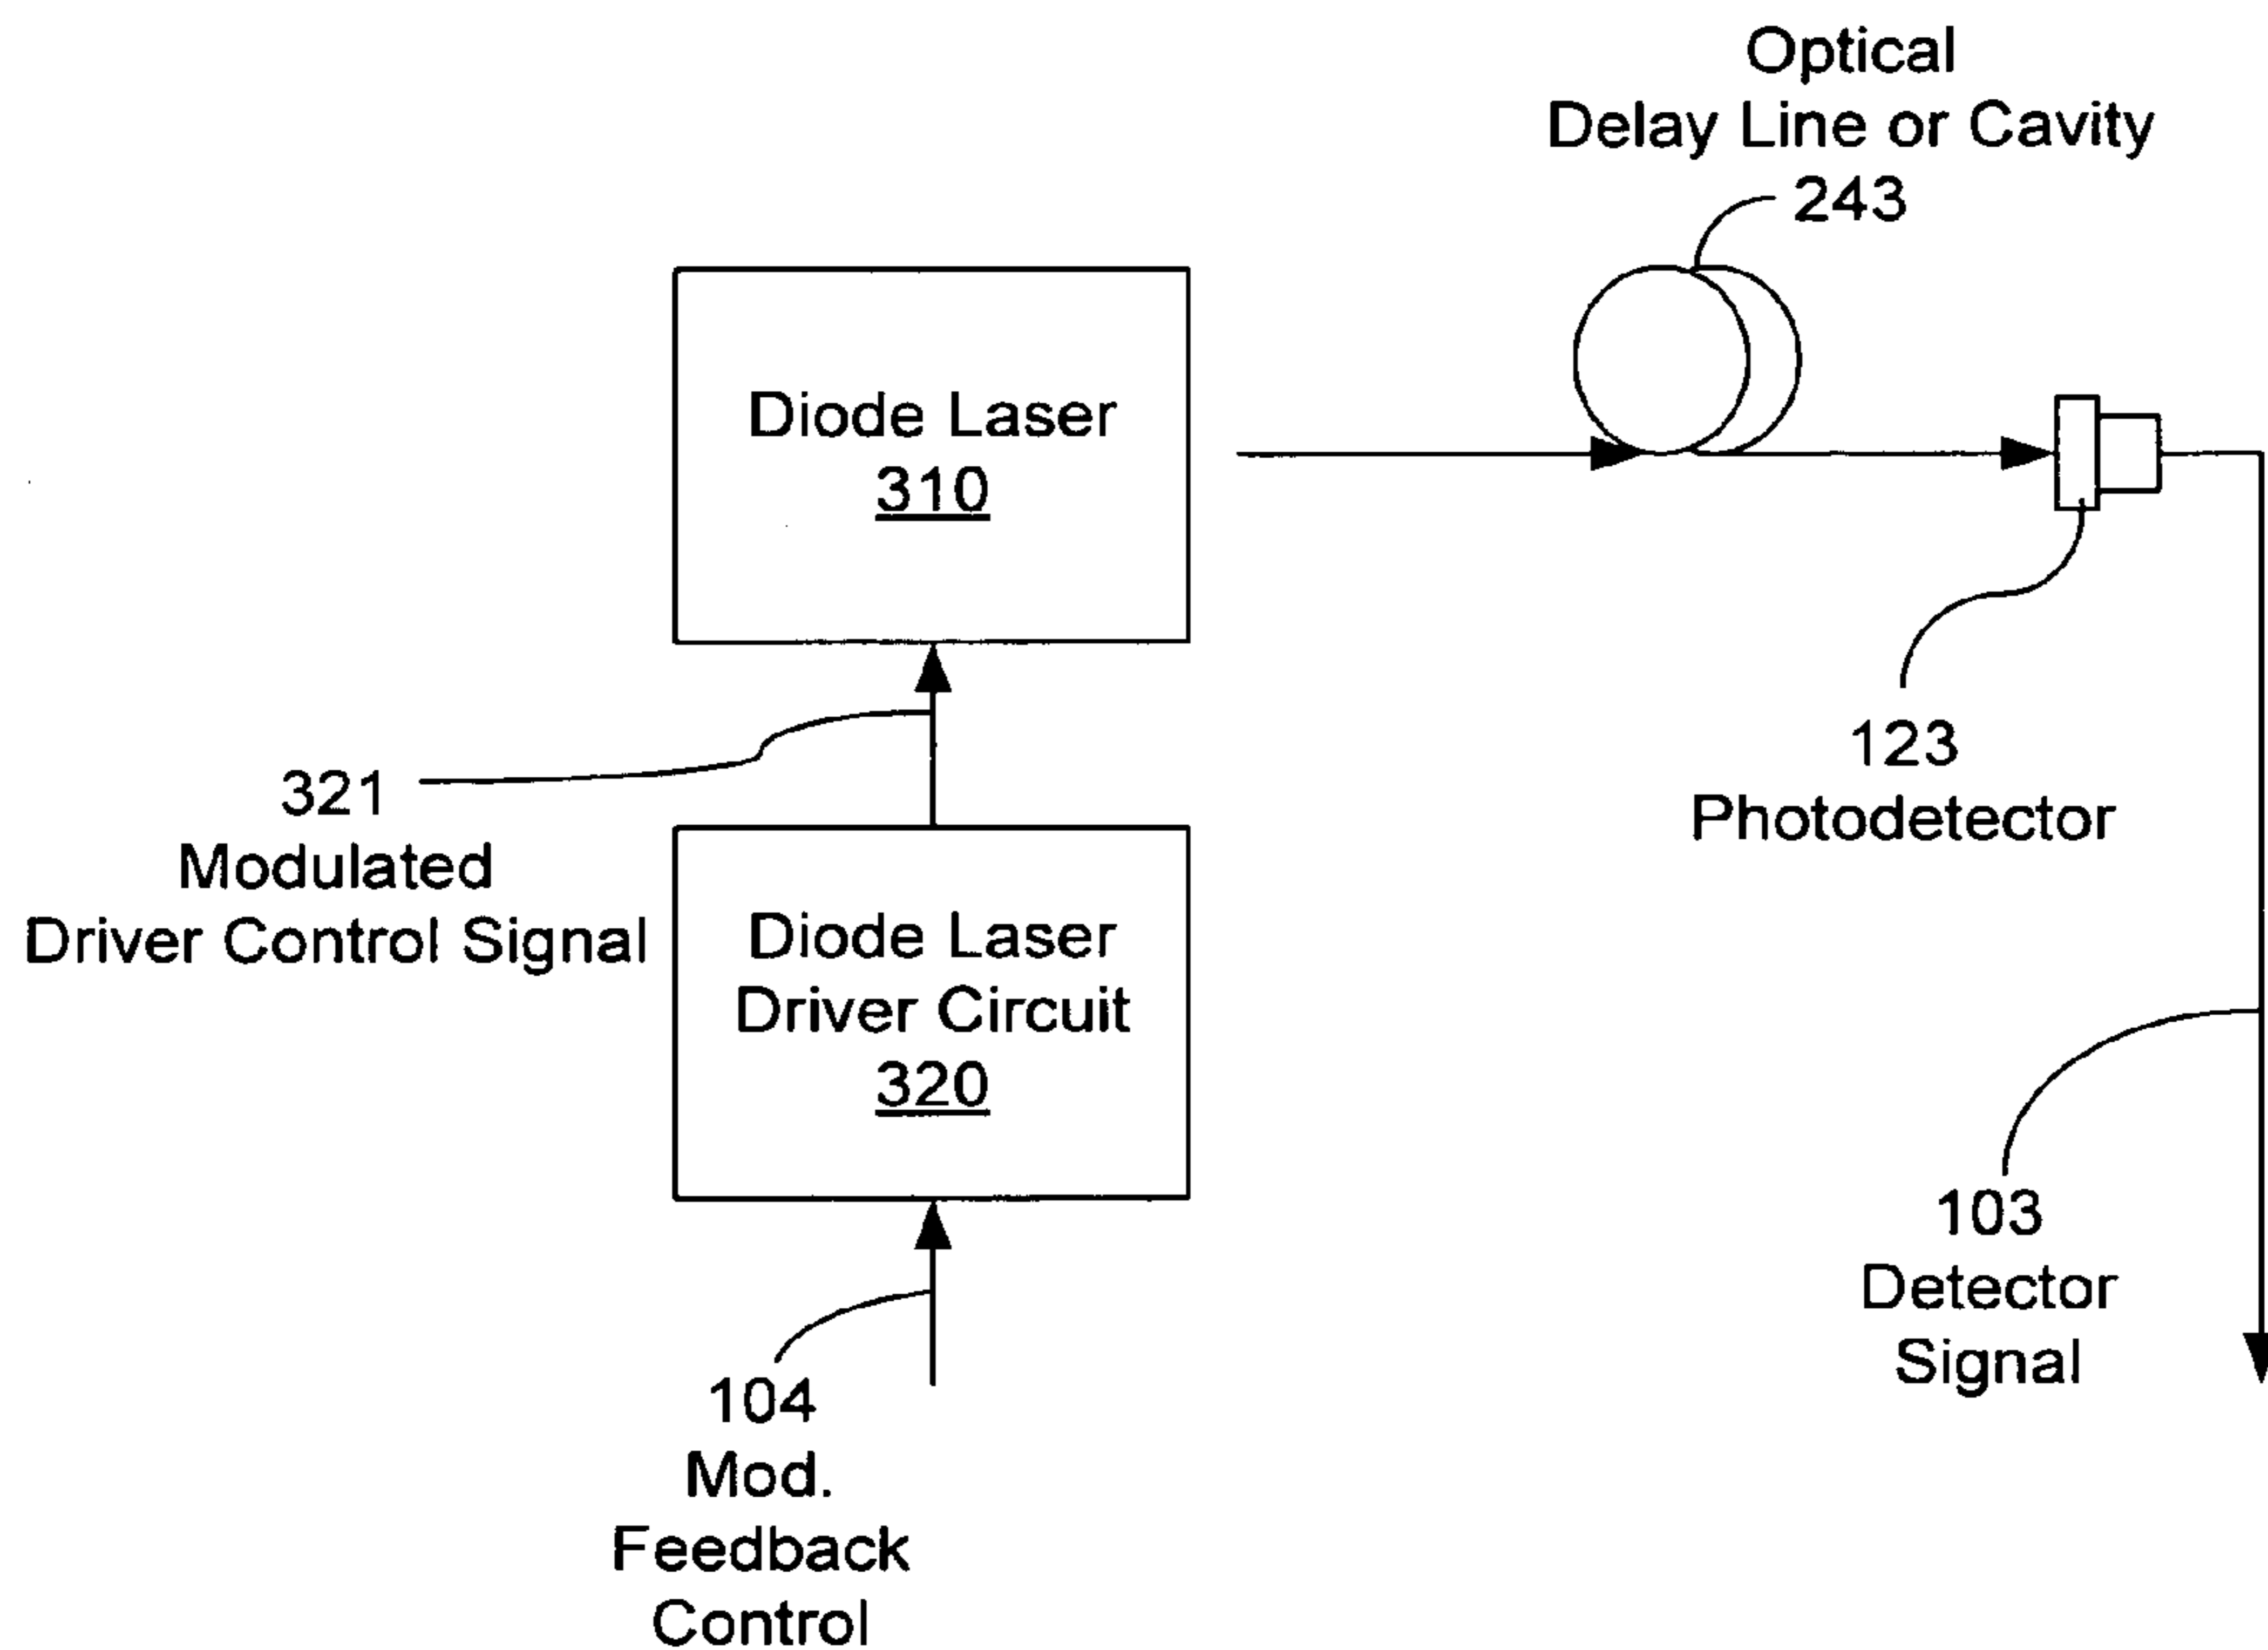 Optical
Delay Line or Cavity
243
Diode Laser
310
123
Photodetector
321
Modulated
Driver Control Signal
Diode Laser
Driver Circuit
320
103
Detector
Signal
104
Mod.
Feedback
Control